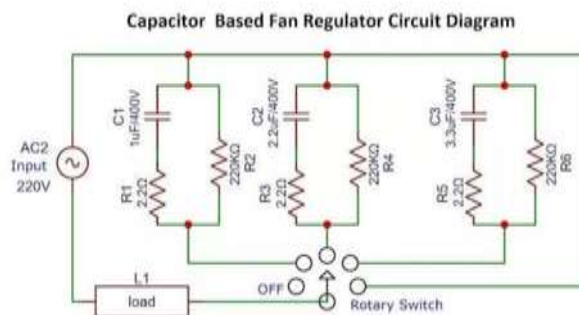 Capacitor Based Fan Regulator Circuit Diagram
AC2
Input
220V
C1
1uF/400V
R1
2.2Ω
220KΩ
R2
C2
2.2uF/400V
R3
2.2Ω
220KΩ
R4
C3
3.3uF/400V
R5
2.2Ω
220KΩ
R6
L1
load
OFF
Rotary Switch